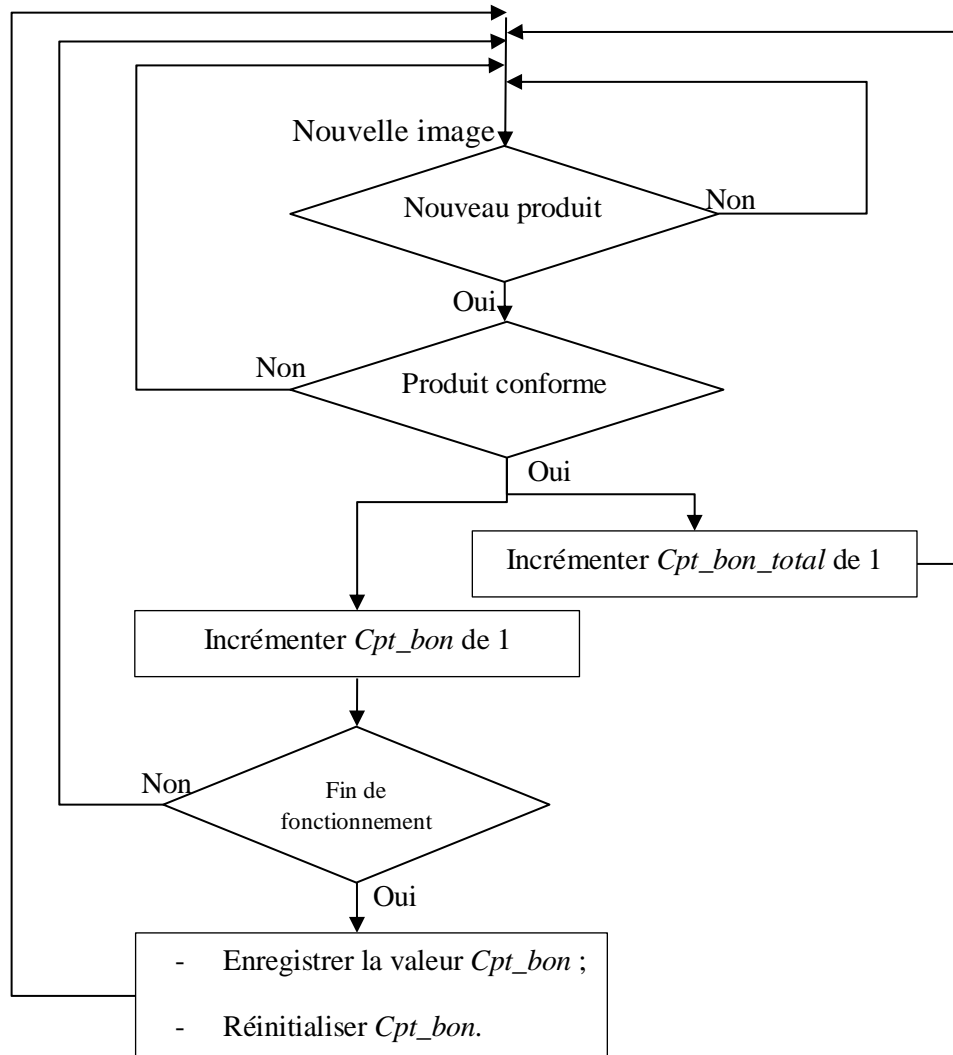 Nouvelle image
Nouveau produit
Non
Oui
Non
Produit conforme
Oui
Incrémenter Cpt_bon_total de 1
Incrémenter Cpt_bon de 1
Non
Fin de
fonctionnement
Oui
- Enregistrer la valeur Cpt_bon ;
- Réinitialiser Cpt_bon.